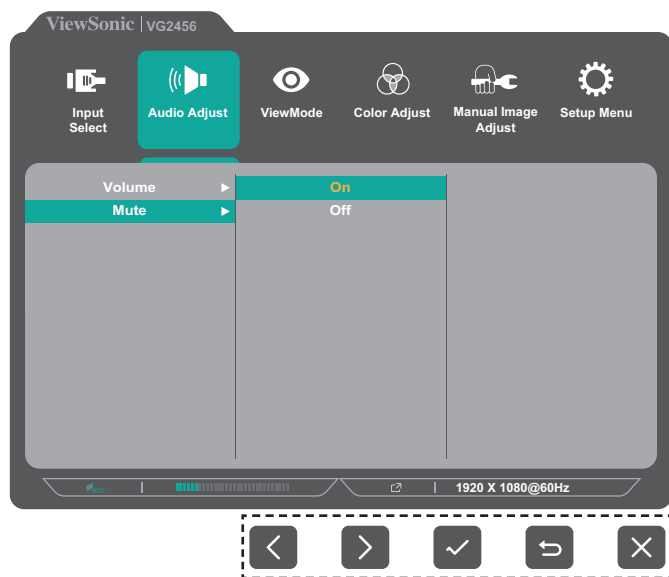 ViewSonic | VG2456
Input
Select
Audio Adjust
ViewMode
Color Adjust
Manual Image
Adjust
Setup Menu
Volume
On
Mute
Off
eco
1920 X 1080@60Hz